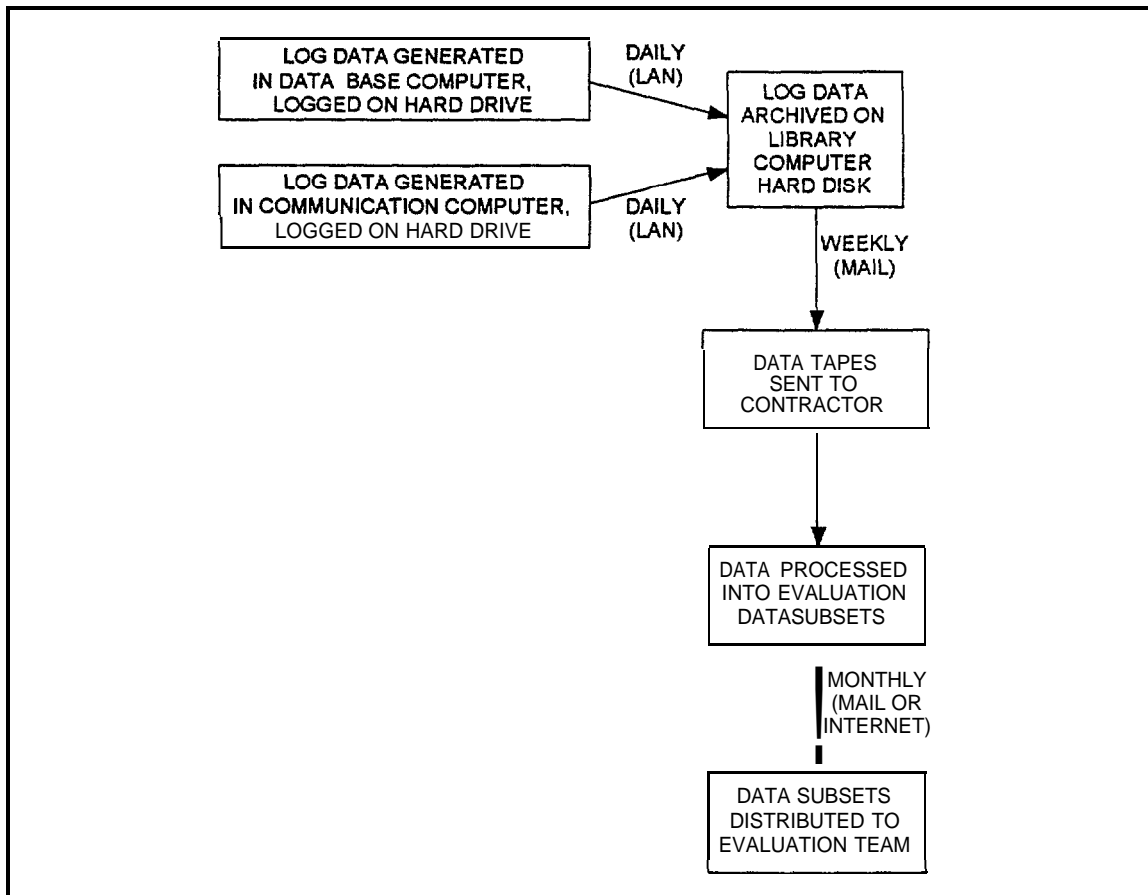 LOG DATA GENERATED
IN DATA BASE COMPUTER,
LOGGED ON HARD DRIVE
DAILY
(LAN)
LOG DATA
ARCHIVED ON
LIBRARY
COMPUTER
HARD DISK
LOG DATA GENERATED
IN COMMUNICATION COMPUTER,
LOGGED ON HARD DRIVE
DAILY
(LAN)
WEEKLY
(MAIL)
DATA TAPES
SENT TO
CONTRACTOR
DATA PROCESSED
INTO EVALUATION
DATASUBSETS
MONTHLY
(MAIL OR
INTERNET)
DATA SUBSETS
DISTRIBUTED TO
EVALUATION TEAM